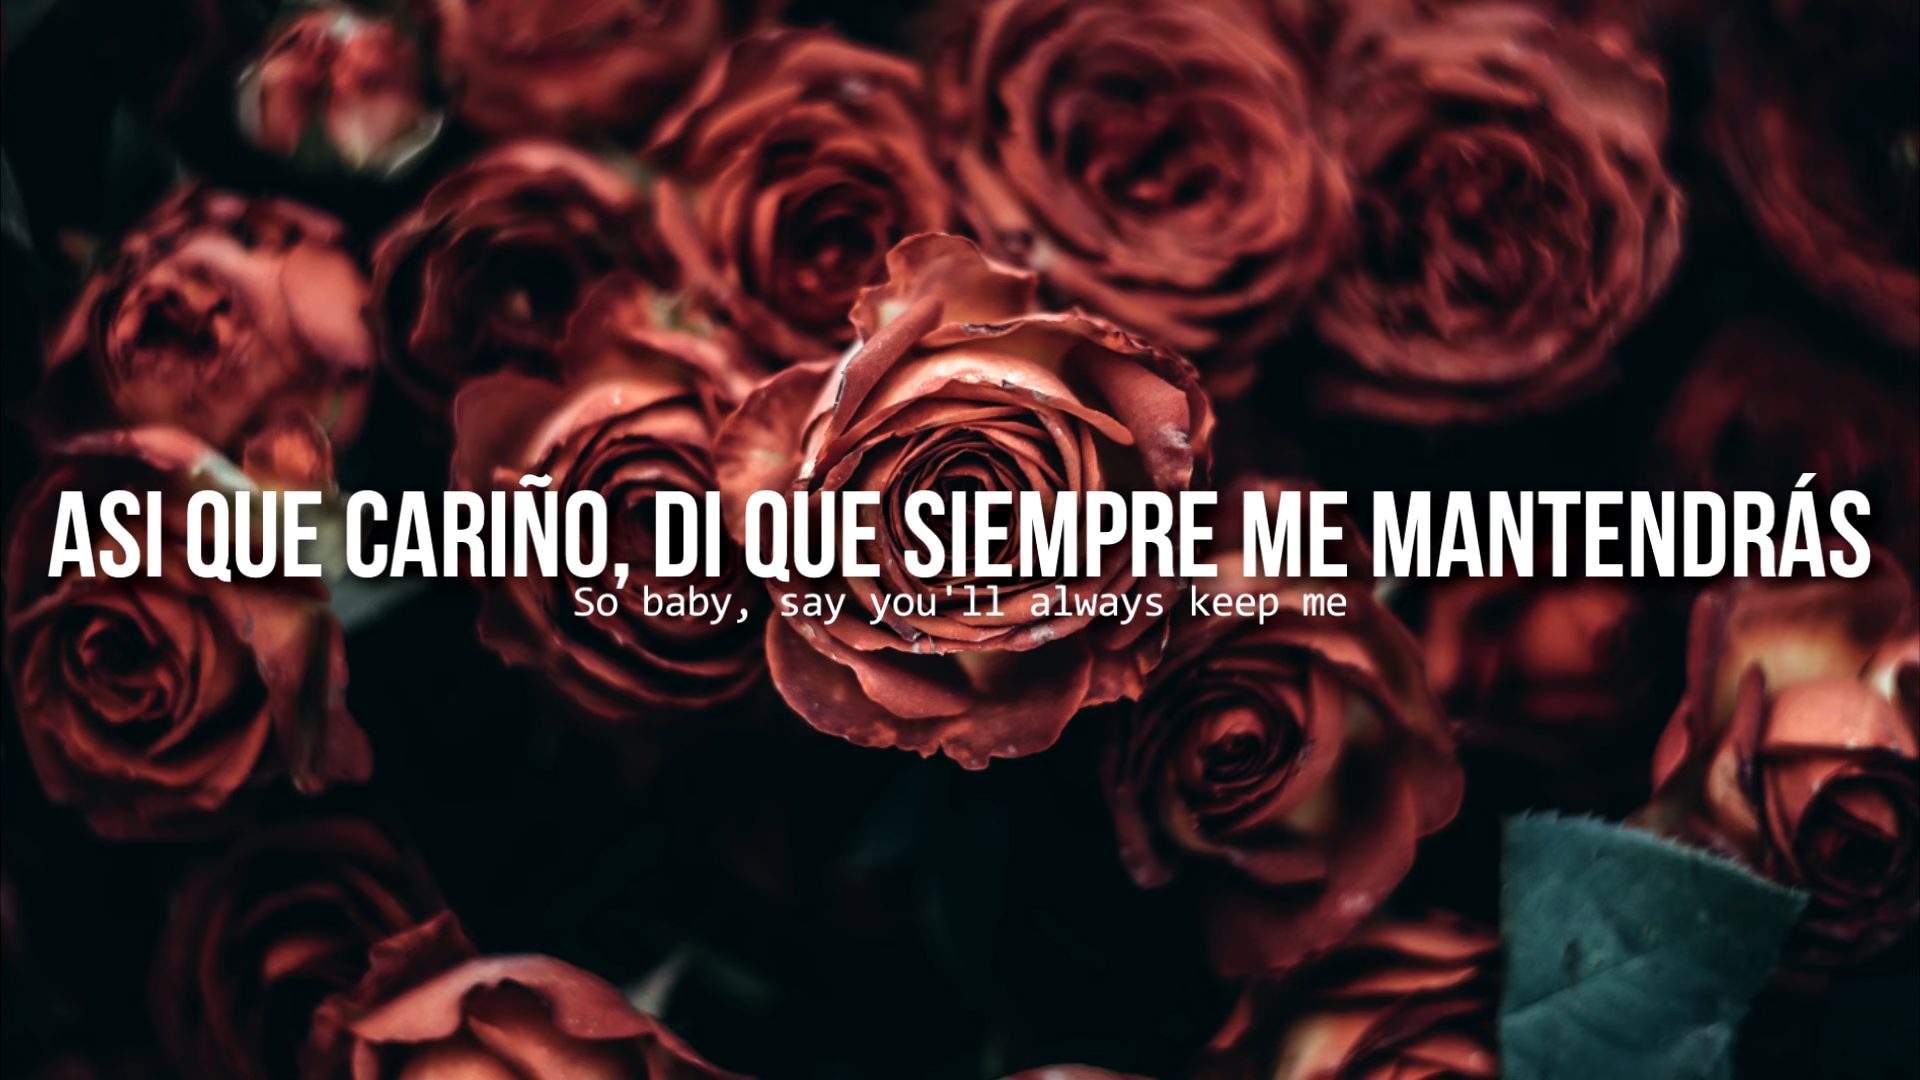 ASI QUE CARIÑO, DI QUE SIEMPRE ME MANTENDRÁS
So baby, say you'll always keep me